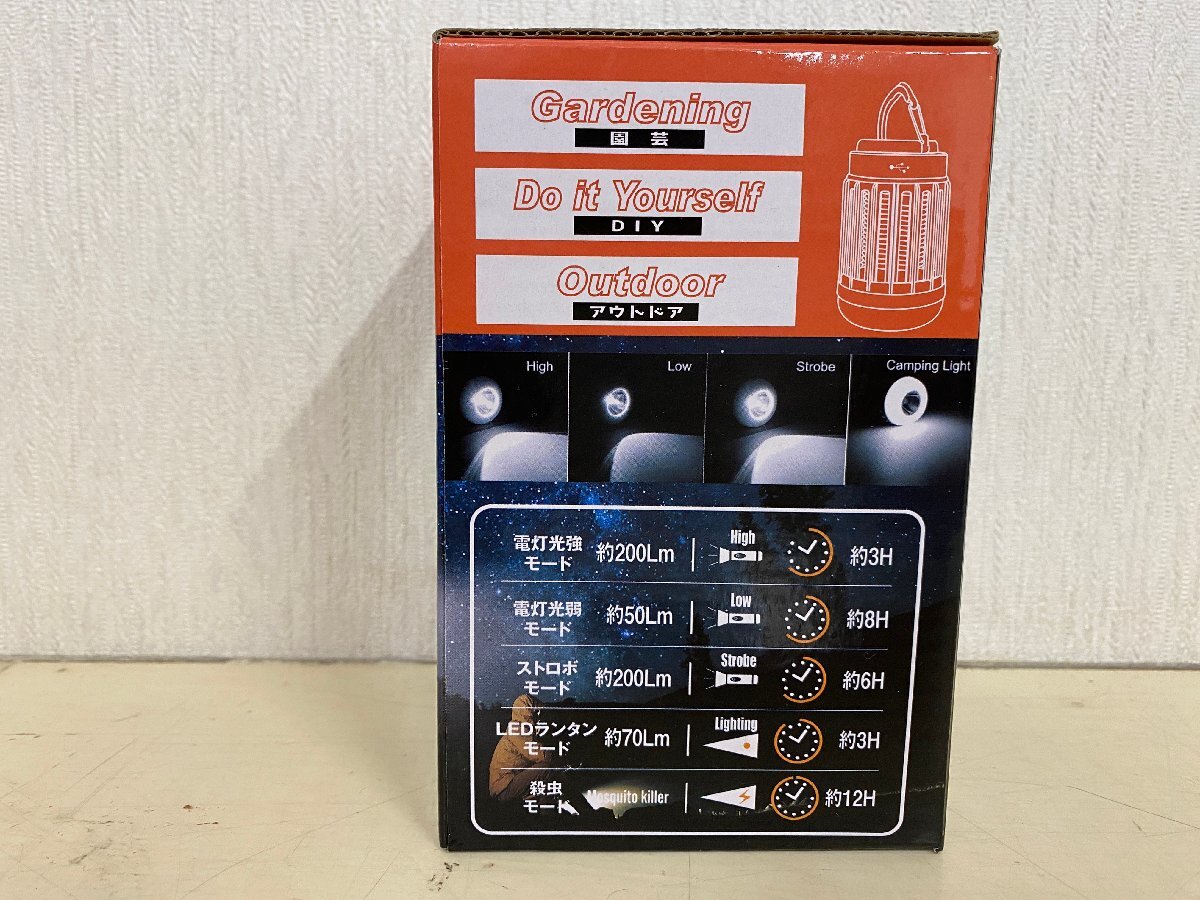 Gardening
園芸
Do it Yourself
DIY
Outdoor
アウトドア
High
Low
Strobe
Camping Light
電灯光強
モード
約200Lm
High
約3H
電灯光弱
モード
約50Lm
Low
約8H
ストロボ
モード
約200Lm
Strobe
約6H
LEDランタン
モード
約70Lm
Lighting
約3H
殺虫
モード
Mosquito killer
約12H